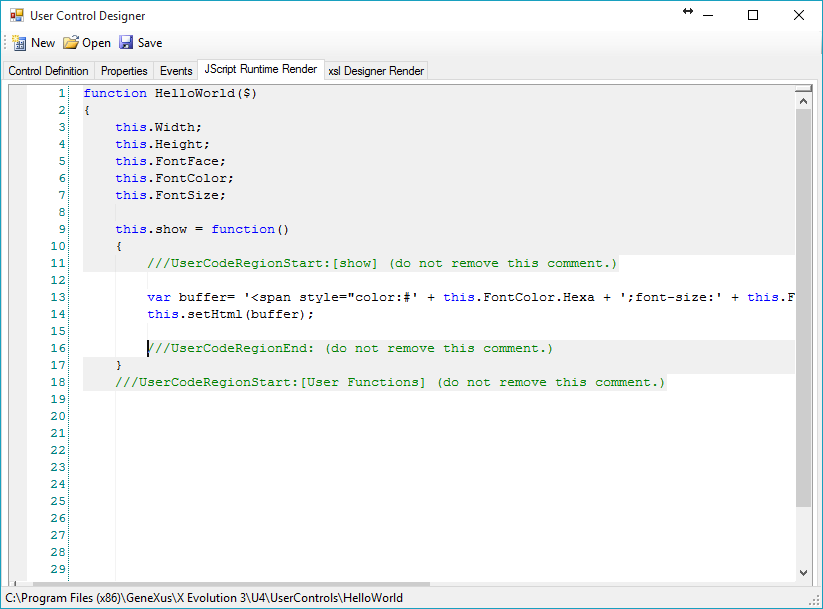 User Control Designer
New Open Save
Control Definition Properties Events JScript Runtime Render xsl Designer Render
1 function HelloWorld($)
2 {
3 this.Width;
4 this.Height;
5 this.FontFace;
6 this.FontColor;
7 this.FontSize;
8
9 this.show = function()
10 {
11 ///UserCodeRegionStart:[show] (do not remove this comment.)
12
13 var buffer= '<span style="color:#' + this.FontColor.Hexa + ';font-size:' + this.F
14 this.setHtml(buffer);
15
16 ///UserCodeRegionEnd: (do not remove this comment.)
17 }
18 ///UserCodeRegionStart:[User Functions] (do not remove this comment.)
19
20
21
22
23
24
25
26
27
28
29
C:\Program Files (x86)\GeneXus\X Evolution 3\U4\UserControls\HelloWorld